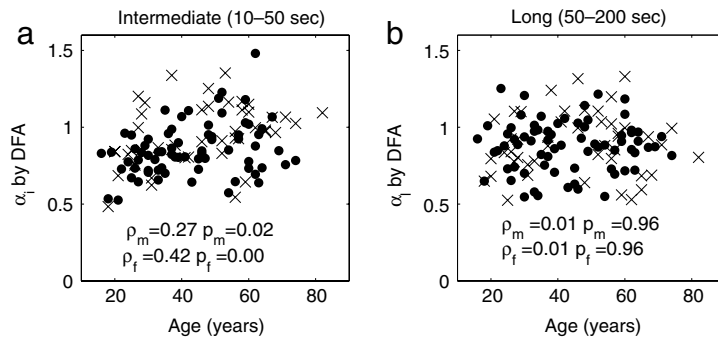 a
Intermediate (10–50 sec)
1.5
1
0.5
0
αi by DFA
ρm=0.27 pm=0.02
ρf=0.42 pf=0.00
20 40 60 80
Age (years)
b
Long (50–200 sec)
1.5
1
0.5
0
αl by DFA
ρm=0.01 pm=0.96
ρf=0.01 pf=0.96
20 40 60 80
Age (years)